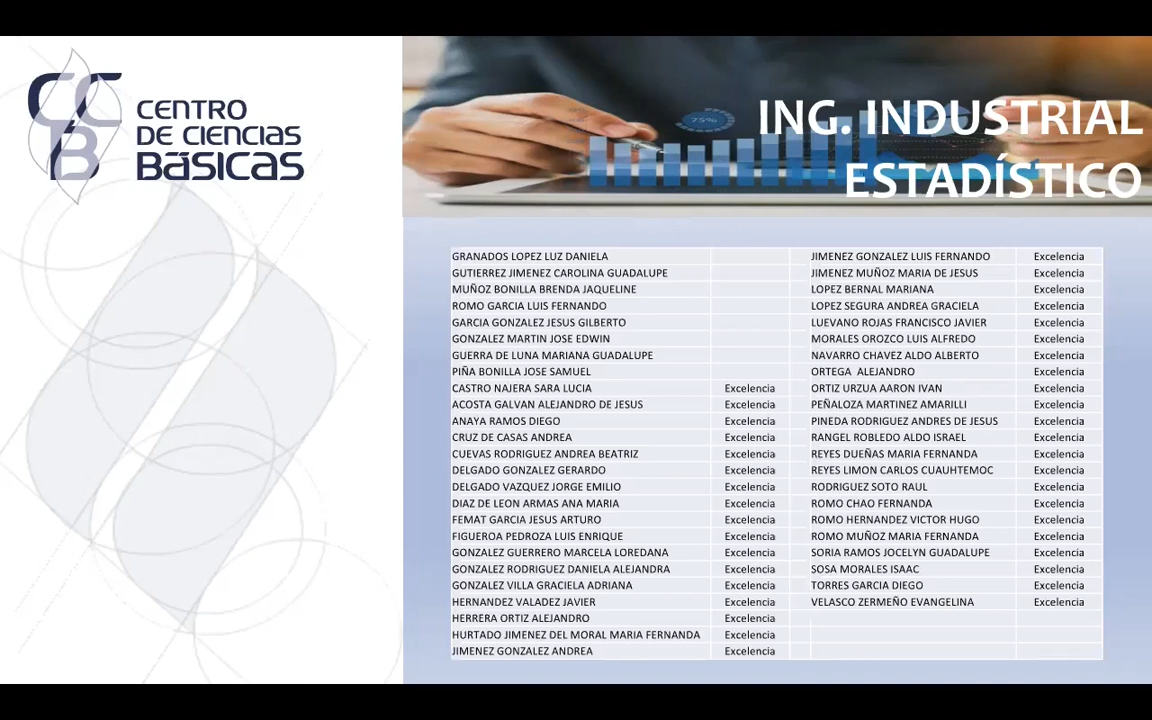 CCB
CENTRO
DE CIENCIAS
BÁSICAS
75%
ING. INDUSTRIAL
ESTADÍSTICO
GRANADOS LOPEZ LUZ DANIELA
GUTIERREZ JIMENEZ CAROLINA GUADALUPE
MUÑOZ BONILLA BRENDA JAQUELINE
ROMO GARCIA LUIS FERNANDO
GARCIA GONZALEZ JESUS GILBERTO
GONZALEZ MARTIN JOSE EDWIN
GUERRA DE LUNA MARIANA GUADALUPE
PIÑA BONILLA JOSE SAMUEL
CASTRO NAJERA SARA LUCIA Excelencia
ACOSTA GALVAN ALEJANDRO DE JESUS Excelencia
ANAYA RAMOS DIEGO Excelencia
CRUZ DE CASAS ANDREA Excelencia
CUEVAS RODRIGUEZ ANDREA BEATRIZ Excelencia
DELGADO GONZALEZ GERARDO Excelencia
DELGADO VAZQUEZ JORGE EMILIO Excelencia
DIAZ DE LEON ARMAS ANA MARIA Excelencia
FEMAT GARCIA JESUS ARTURO Excelencia
FIGUEROA PEDROZA LUIS ENRIQUE Excelencia
GONZALEZ GUERRERO MARCELA LOREDANA Excelencia
GONZALEZ RODRIGUEZ DANIELA ALEJANDRA Excelencia
GONZALEZ VILLA GRACIELA ADRIANA Excelencia
HERNANDEZ VALADEZ JAVIER Excelencia
HERRERA ORTIZ ALEJANDRO Excelencia
HURTADO JIMENEZ DEL MORAL MARIA FERNANDA Excelencia
JIMENEZ GONZALEZ ANDREA Excelencia
JIMENEZ GONZALEZ LUIS FERNANDO Excelencia
JIMENEZ MUÑOZ MARIA DE JESUS Excelencia
LOPEZ BERNAL MARIANA Excelencia
LOPEZ SEGURA ANDREA GRACIELA Excelencia
LUEVANO ROJAS FRANCISCO JAVIER Excelencia
MORALES OROZCO LUIS ALFREDO Excelencia
NAVARRO CHAVEZ ALDO ALBERTO Excelencia
ORTEGA ALEJANDRO Excelencia
ORTIZ URZUA AARON IVAN Excelencia
PEÑALOZA MARTINEZ AMARILLI Excelencia
PINEDA RODRIGUEZ ANDRES DE JESUS Excelencia
RANGEL ROBLEDO ALDO ISRAEL Excelencia
REYES DUEÑAS MARIA FERNANDA Excelencia
REYES LIMON CARLOS CUAUHTEMOC Excelencia
RODRIGUEZ SOTO RAUL Excelencia
ROMO CHAO FERNANDA Excelencia
ROMO HERNANDEZ VICTOR HUGO Excelencia
ROMO MUÑOZ MARIA FERNANDA Excelencia
SORIA RAMOS JOCELYN GUADALUPE Excelencia
SOSA MORALES ISAAC Excelencia
TORRES GARCIA DIEGO Excelencia
VELASCO ZERMEÑO EVANGELINA Excelencia